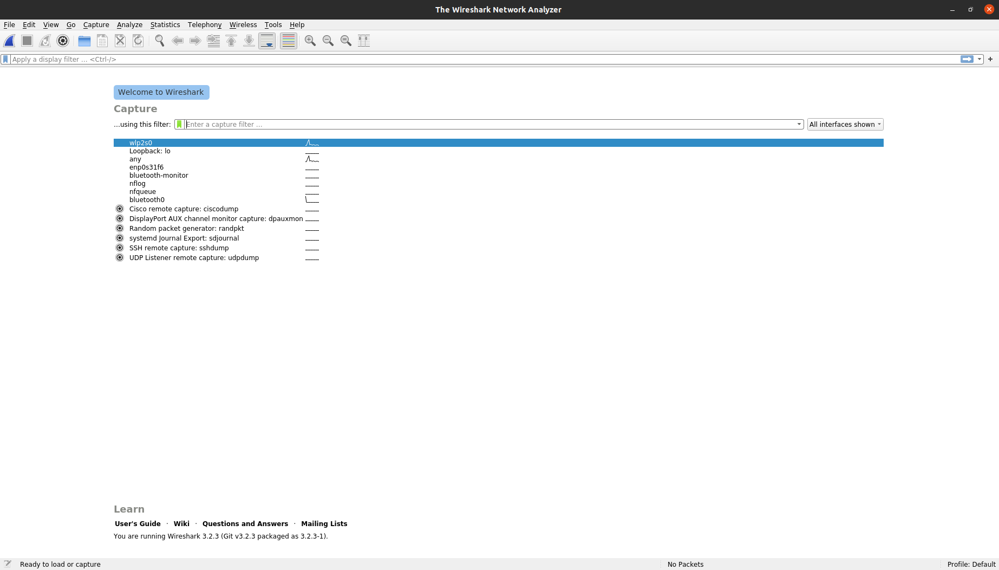 The Wireshark Network Analyzer
File Edit View Go Capture Analyze Statistics Telephony Wireless Tools Help
Apply a display filter … <Ctrl-/>
Welcome to Wireshark
Capture
…using this filter: Enter a capture filter … All interfaces shown
wlp2s0
Loopback: lo
any
enp0s31f6
bluetooth-monitor
nflog
nfqueue
bluetooth0
Cisco remote capture: ciscodump
DisplayPort AUX channel monitor capture: dpauxmon
Random packet generator: randpkt
systemd Journal Export: sdjournal
SSH remote capture: sshdump
UDP Listener remote capture: udpdump
Learn
User's Guide · Wiki · Questions and Answers · Mailing Lists
You are running Wireshark 3.2.3 (Git v3.2.3 packaged as 3.2.3-1).
Ready to load or capture No Packets Profile: Default